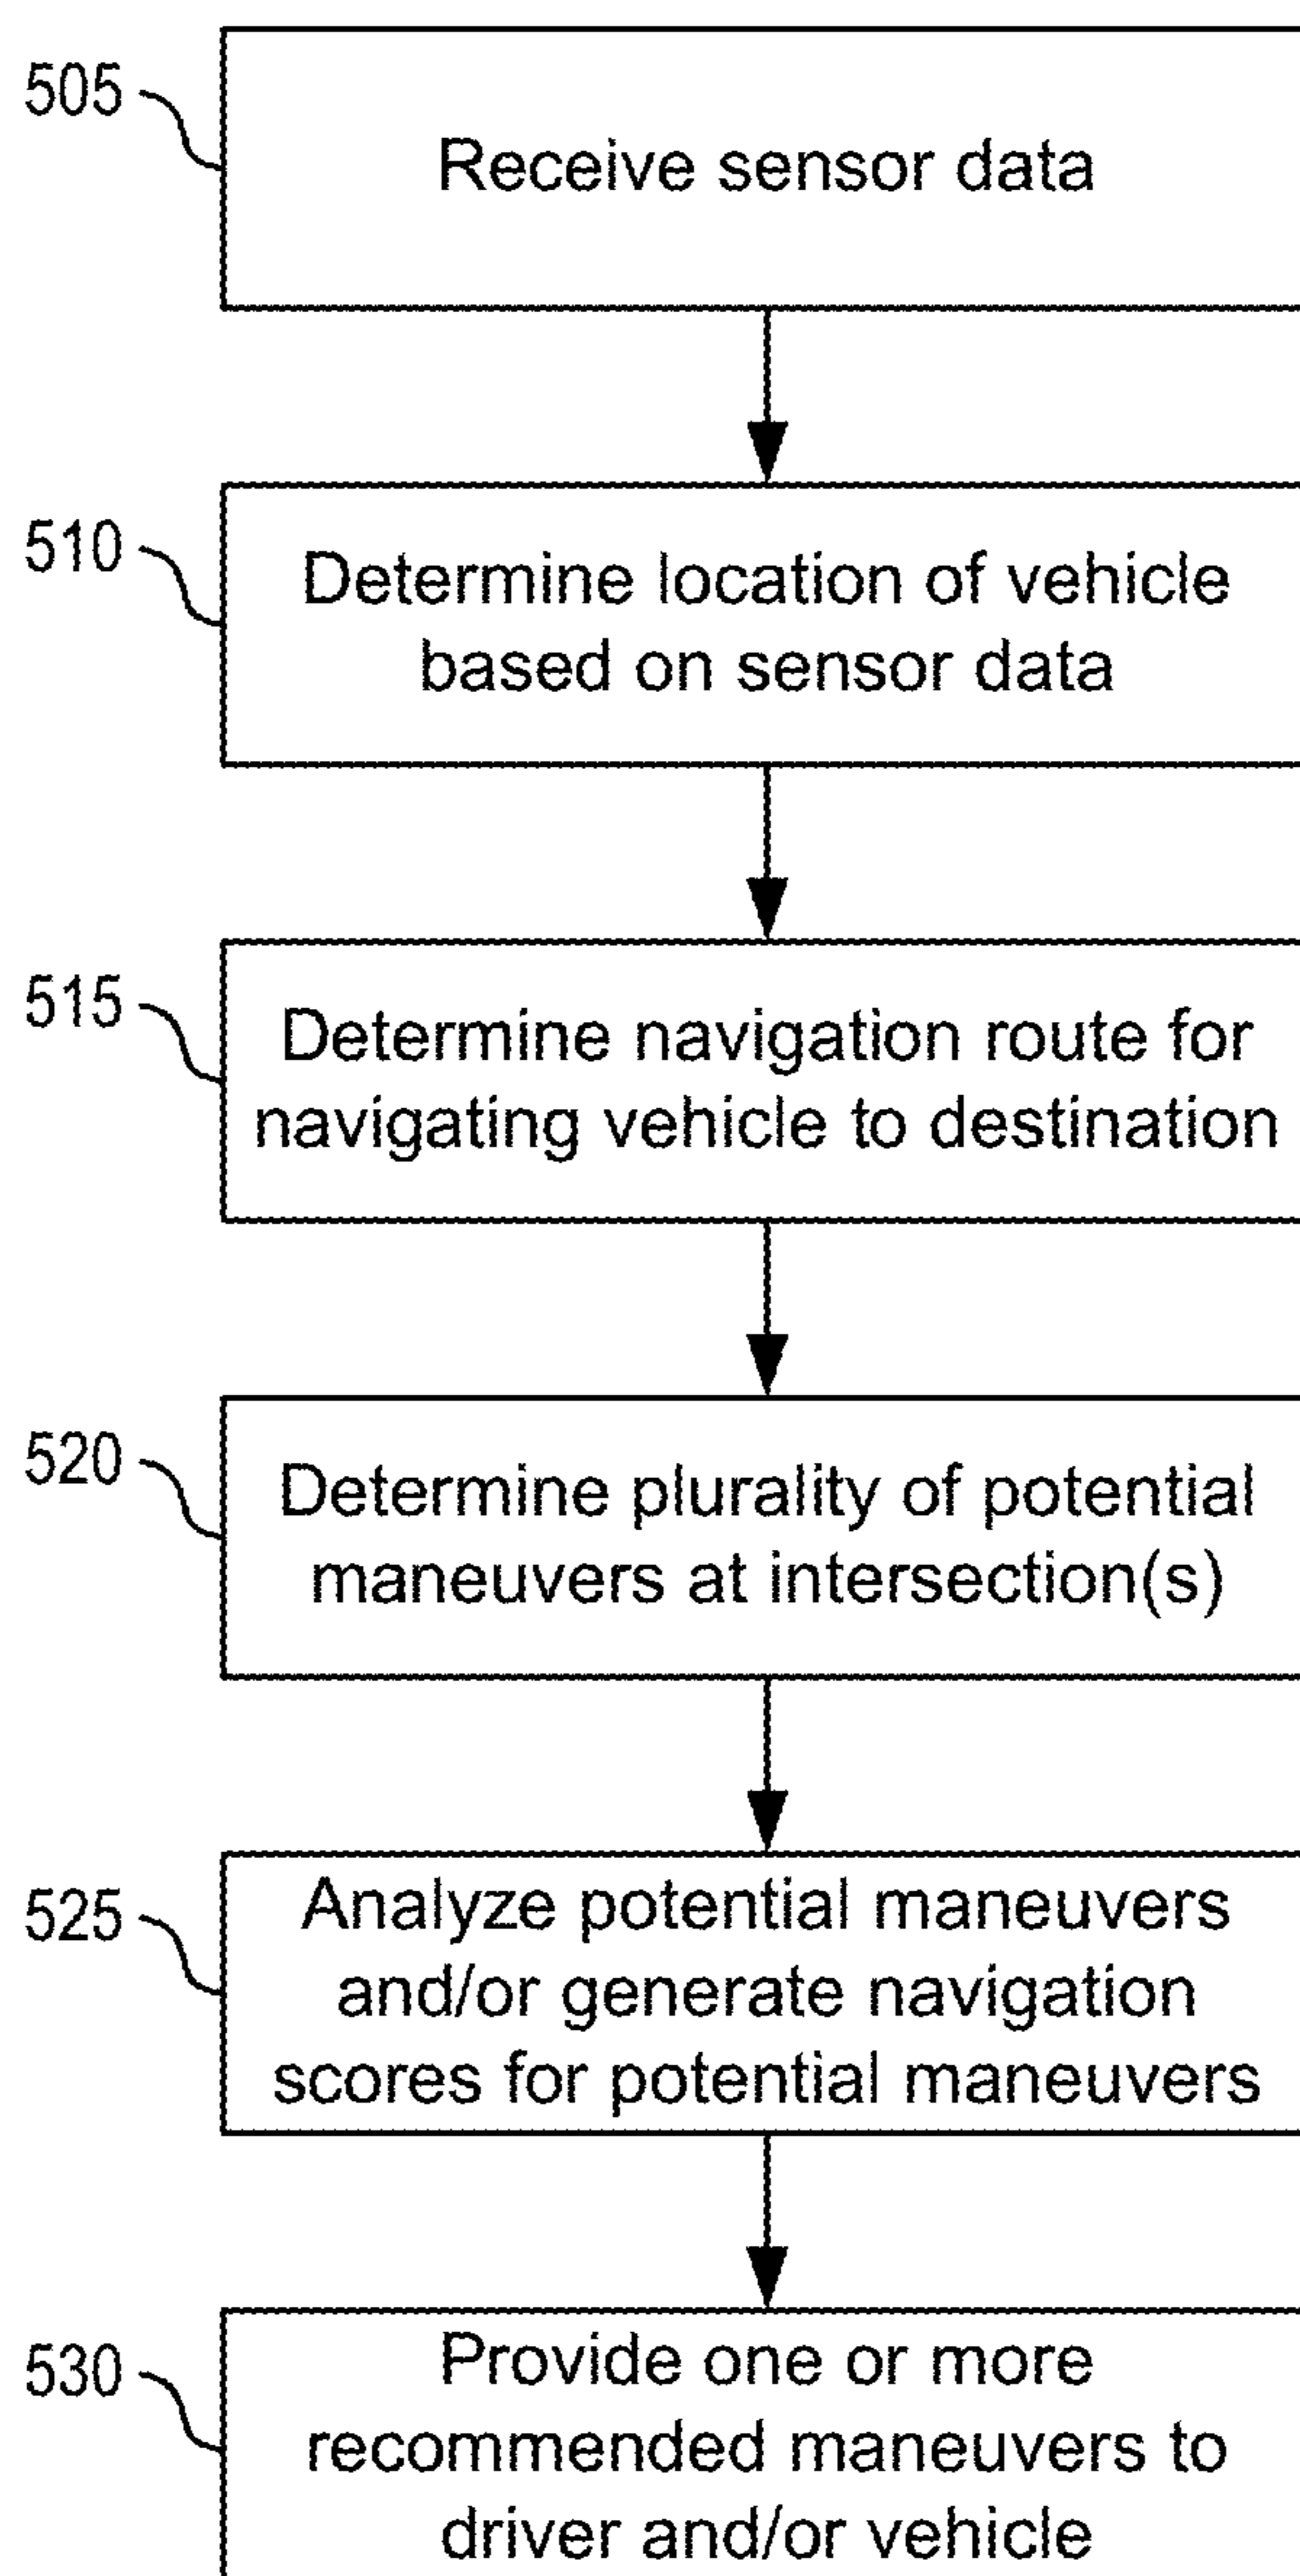 505
Receive sensor data
510
Determine location of vehicle
based on sensor data
515
Determine navigation route for
navigating vehicle to destination
520
Determine plurality of potential
maneuvers at intersection(s)
525
Analyze potential maneuvers
and/or generate navigation
scores for potential maneuvers
530
Provide one or more
recommended maneuvers to
driver and/or vehicle